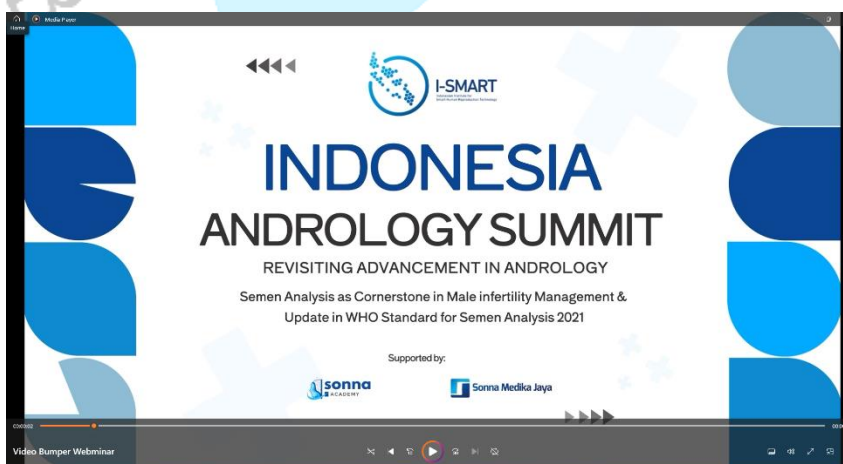 Media Player
Home
I-SMART
INDONESIA
ANDROLOGY SUMMIT
REVISITING ADVANCEMENT IN ANDROLOGY
Semen Analysis as Cornerstone in Male infertility Management &
Update in WHO Standard for Semen Analysis 2021
Supported by:
sonna
ACADEMY
Sonna Medika Jaya
Video Bumper Webminar